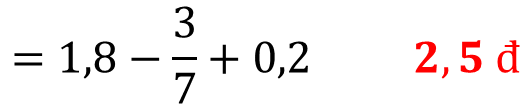 = 1,8 − 3/7 + 0,2 2,5 đ